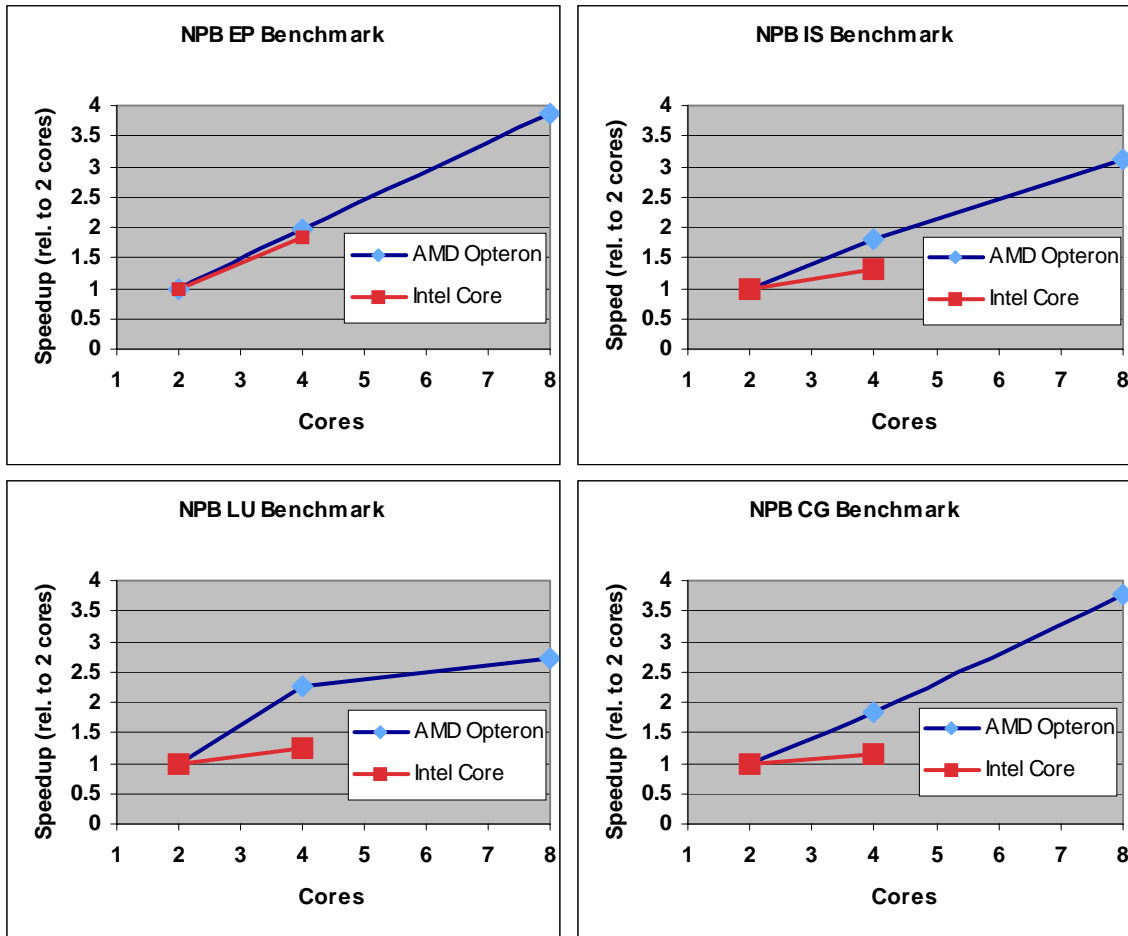 NPB EP Benchmark
Speedup (rel. to 2 cores)
4
3.5
3
2.5
2
1.5
1
0.5
0
AMD Opteron
Intel Core
1 2 3 4 5 6 7 8
Cores
NPB IS Benchmark
Spped (rel. to 2 cores)
4
3.5
3
2.5
2
1.5
1
0.5
0
AMD Opteron
Intel Core
1 2 3 4 5 6 7 8
Cores
NPB LU Benchmark
Speedup (rel. to 2 cores)
4
3.5
3
2.5
2
1.5
1
0.5
0
AMD Opteron
Intel Core
1 2 3 4 5 6 7 8
Cores
NPB CG Benchmark
Speedup (rel. to 2 cores)
4
3.5
3
2.5
2
1.5
1
0.5
0
AMD Opteron
Intel Core
1 2 3 4 5 6 7 8
Cores